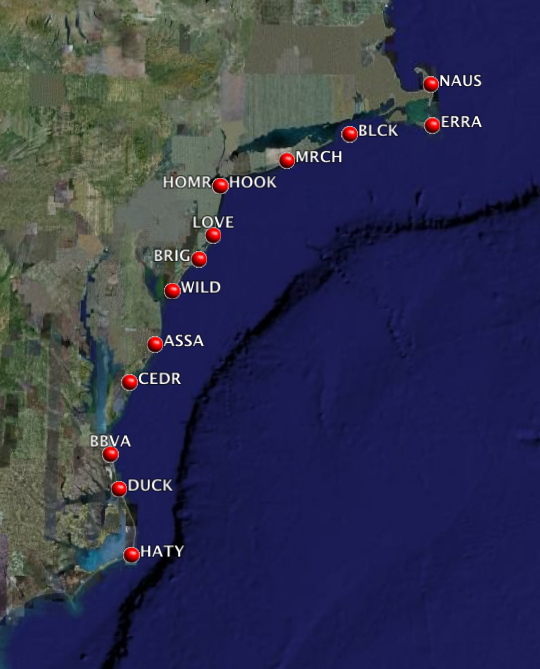 NAUS
ERRA
BLCK
MRCH
HOMR HOOK
LOVE
BRIG
WILD
ASSA
CEDR
BBVA
DUCK
HATY